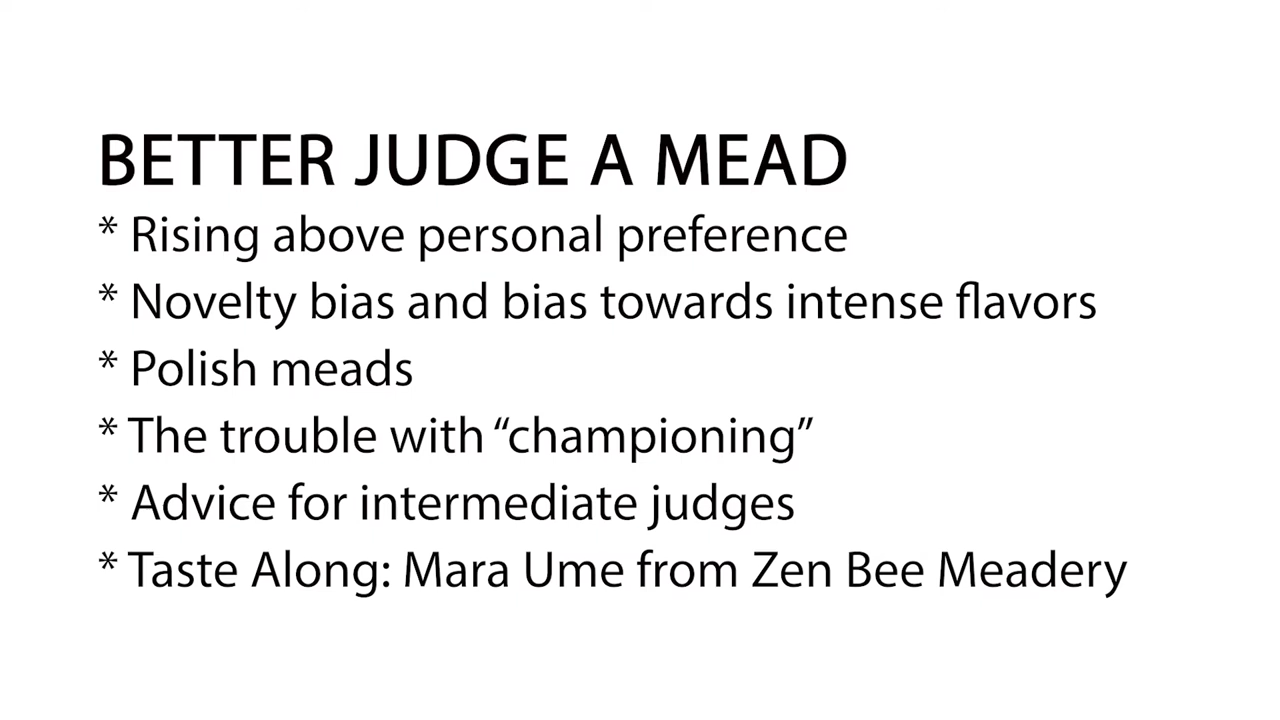 BETTER JUDGE A MEAD
* Rising above personal preference
* Novelty bias and bias towards intense flavors
* Polish meads
* The trouble with “championing”
* Advice for intermediate judges
* Taste Along: Mara Ume from Zen Bee Meadery